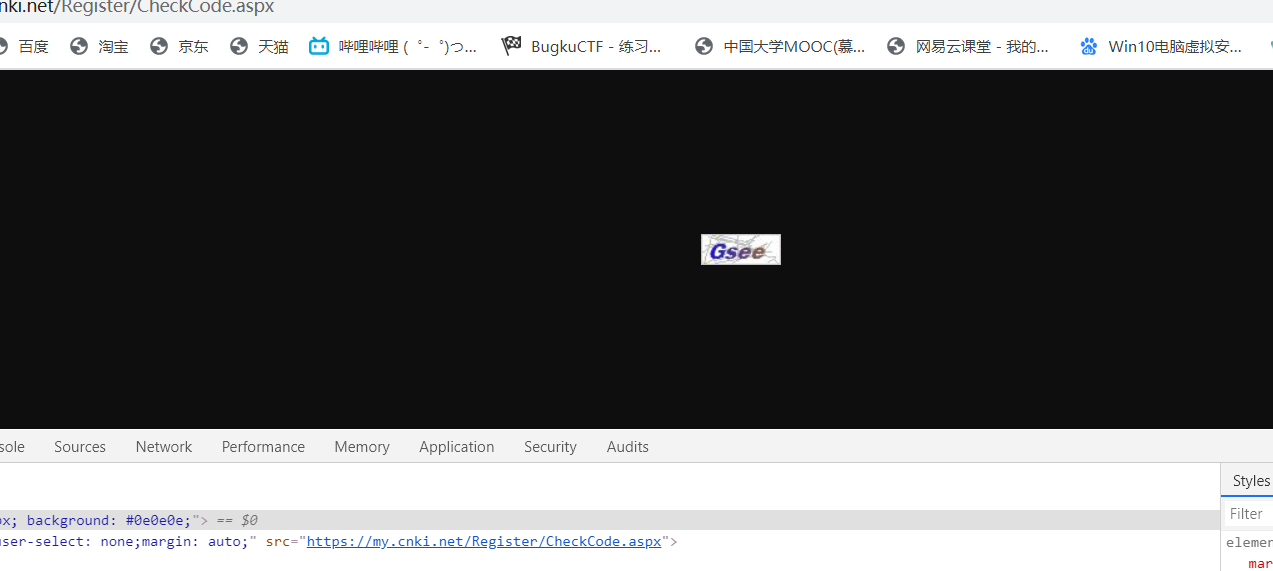 cnki.net/Register/CheckCode.aspx
百度 淘宝 京东 天猫 哔哩哔哩 ( ゜- ゜)つ... BugkuCTF - 练习... 中国大学MOOC(慕... 网易云课堂 - 我的... Win10电脑虚拟安...
Gsee
sole Sources Network Performance Memory Application Security Audits
Styles
px; background: #0e0e0e;"> == $0
Filter
user-select: none;margin: auto;" src="https://my.cnki.net/Register/CheckCode.aspx">
elemen
mar